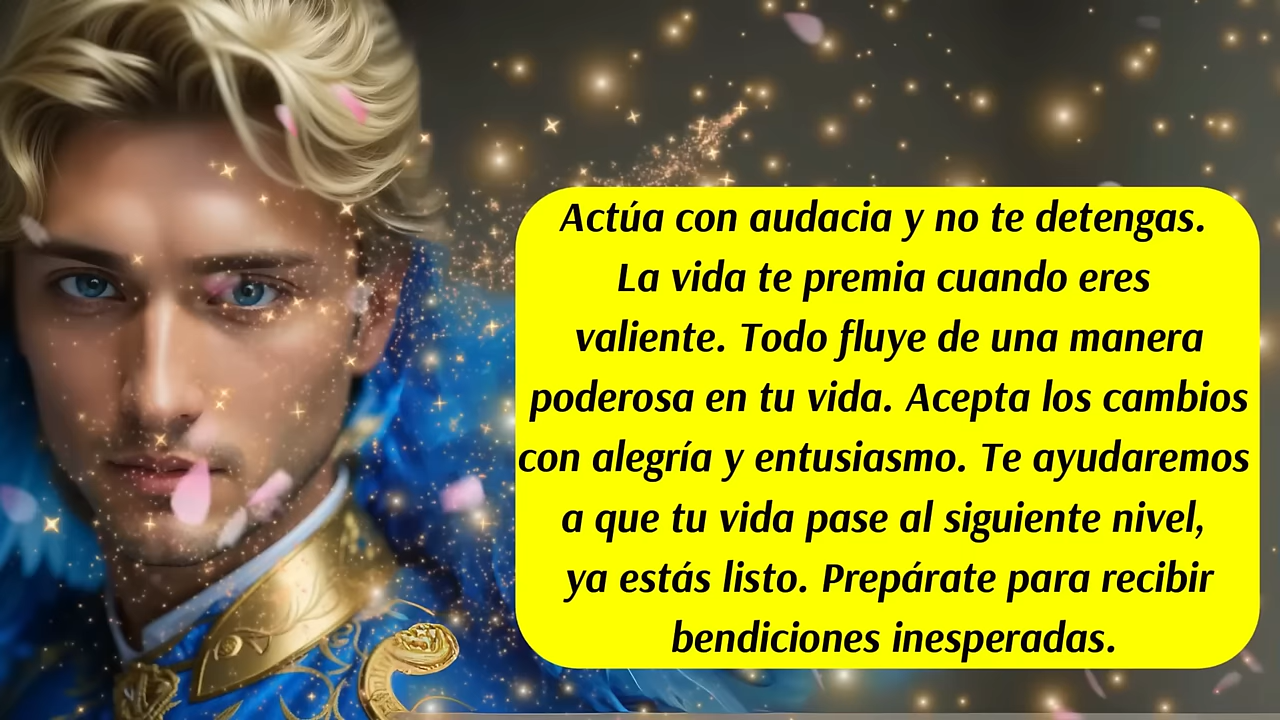 Actúa con audacia y no te detengas.
La vida te premia cuando eres
valiente. Todo fluye de una manera
poderosa en tu vida. Acepta los cambios
con alegría y entusiasmo. Te ayudaremos
a que tu vida pase al siguiente nivel,
ya estás listo. Prepárate para recibir
bendiciones inesperadas.